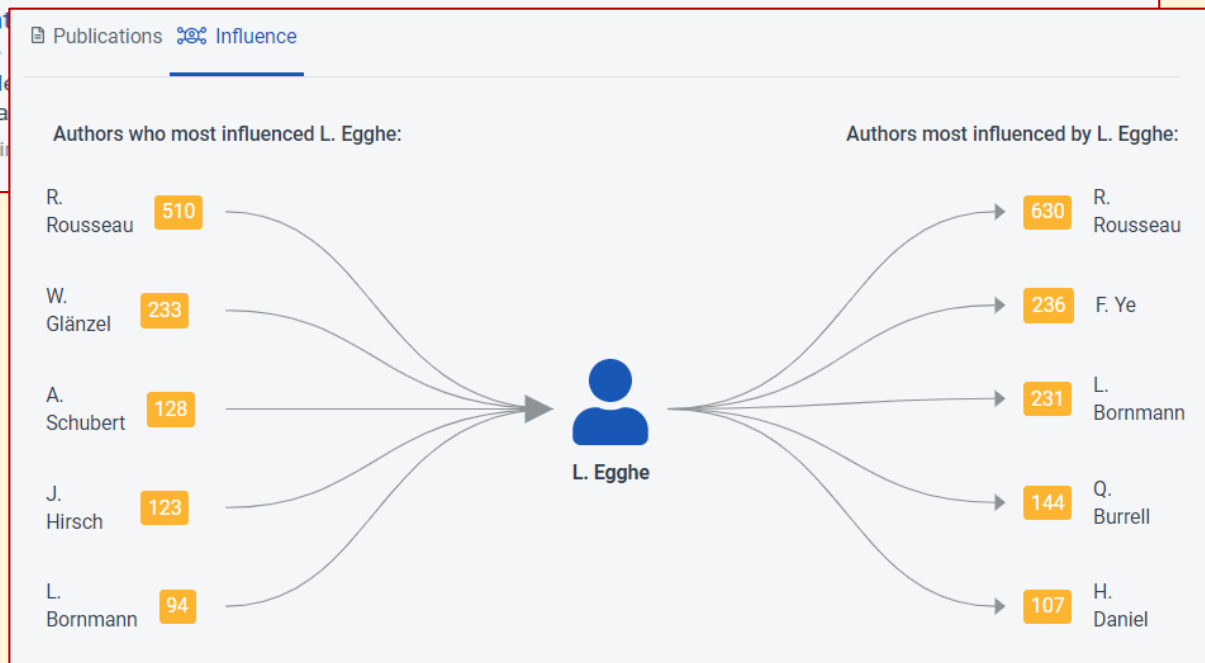 Publications Influence
Authors who most influenced L. Egghe:
Authors most influenced by L. Egghe:
R.
Rousseau
510
W.
Glänzel
233
A.
Schubert
128
J.
Hirsch
123
L.
Bornmann
94
L. Egghe
630
R.
Rousseau
236
F. Ye
231
L.
Bornmann
144
Q.
Burrell
107
H.
Daniel